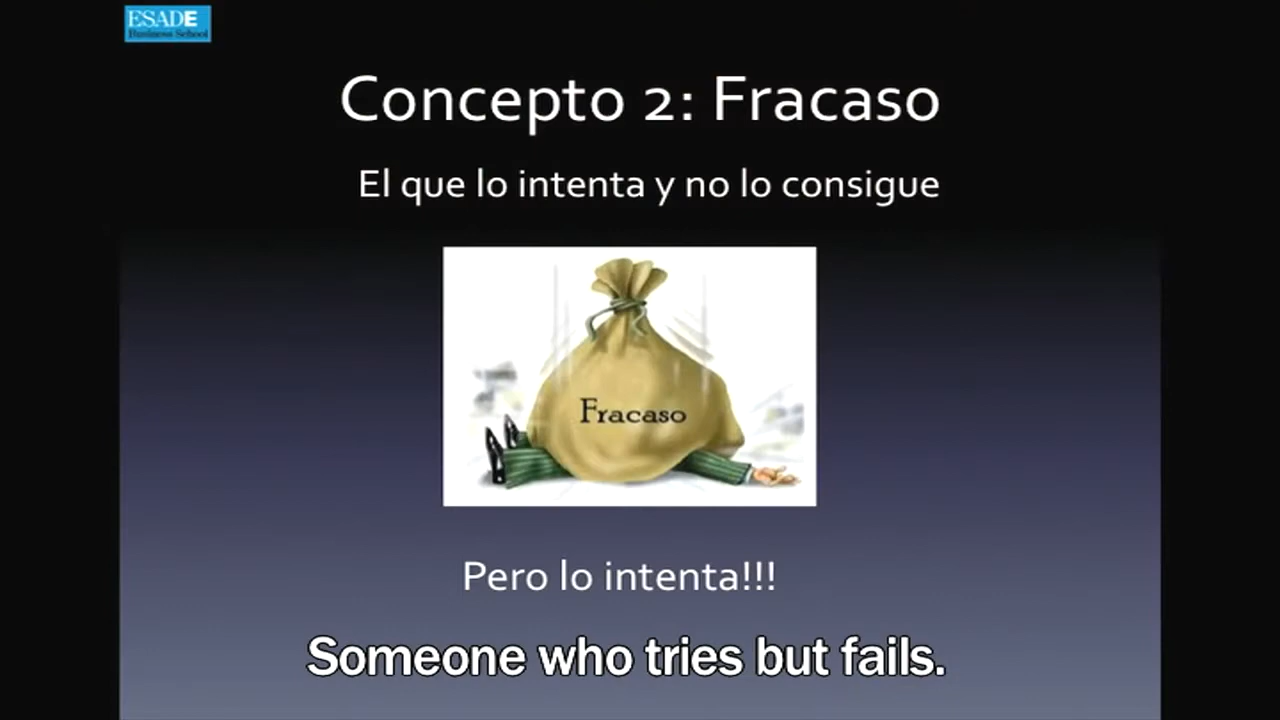 ESADE
Business School
Concepto 2: Fracaso
El que lo intenta y no lo consigue
Fracaso
Pero lo intenta!!!
Someone who tries but fails.